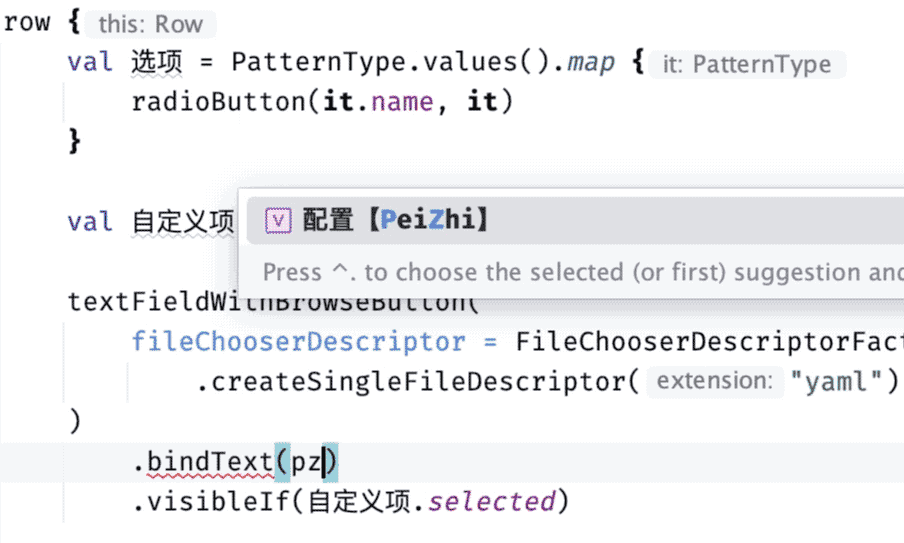 row { this: Row
val 选项 = PatternType.values().map { it: PatternType
radioButton(it.name, it)
}
val 自定义项
配置【PeiZhi】
Press ^. to choose the selected (or first) suggestion and
textFieldWithBrowseButton(
fileChooserDescriptor = FileChooserDescriptorFact
.createSingleFileDescriptor( extension: "yaml")
)
.bindText(pz)
.visibleIf(自定义项.selected)